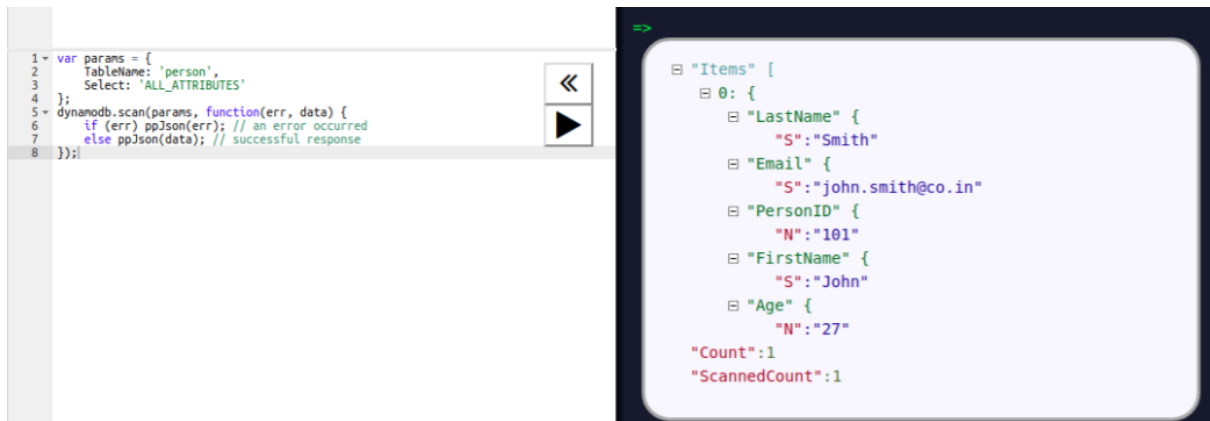 1 var params = {
2 TableName: 'person',
3 Select: 'ALL_ATTRIBUTES'
4 };
5 dynamodb.scan(params, function(err, data) {
6 if (err) ppJson(err); // an error occurred
7 else ppJson(data); // successful response
8 });
=>
"Items" [
0: {
"LastName" {
"S":"Smith"
"Email" {
"S":"john.smith@co.in"
"PersonID" {
"N":"101"
"FirstName" {
"S":"John"
"Age" {
"N":"27"
"Count":1
"ScannedCount":1